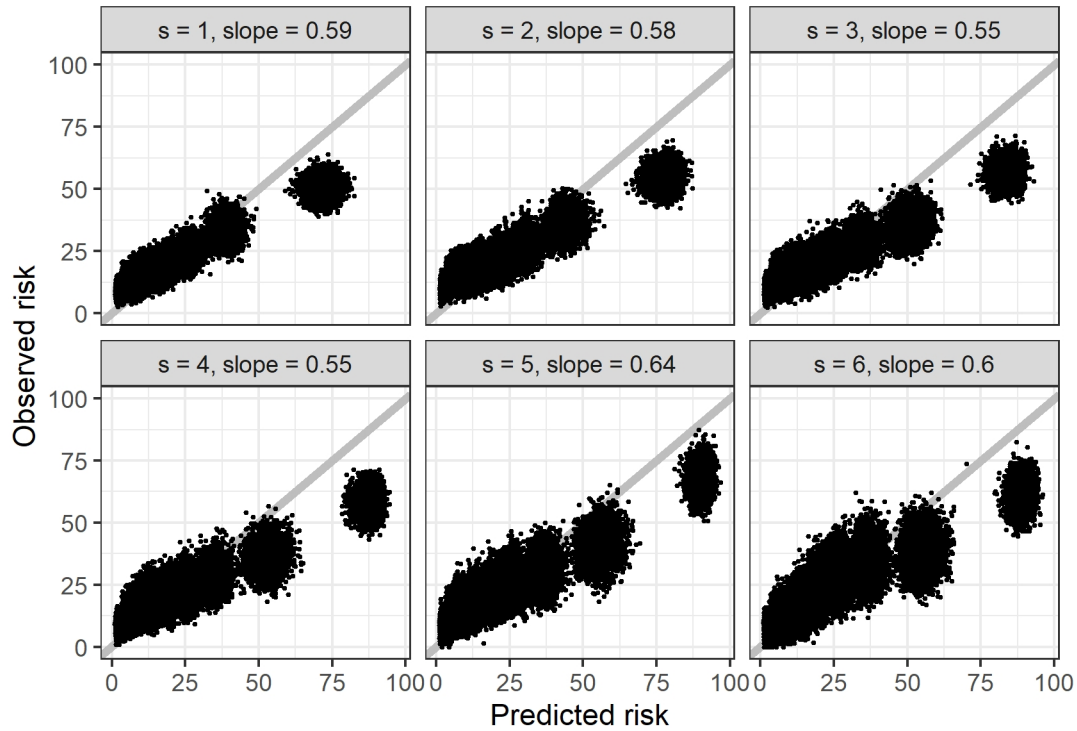 s = 1, slope = 0.59
s = 2, slope = 0.58
s = 3, slope = 0.55
100
75
50
25
0
s = 4, slope = 0.55
s = 5, slope = 0.64
s = 6, slope = 0.6
100
75
50
25
0
0 25 50 75 100 0 25 50 75 100 0 25 50 75 100
Observed risk
Predicted risk